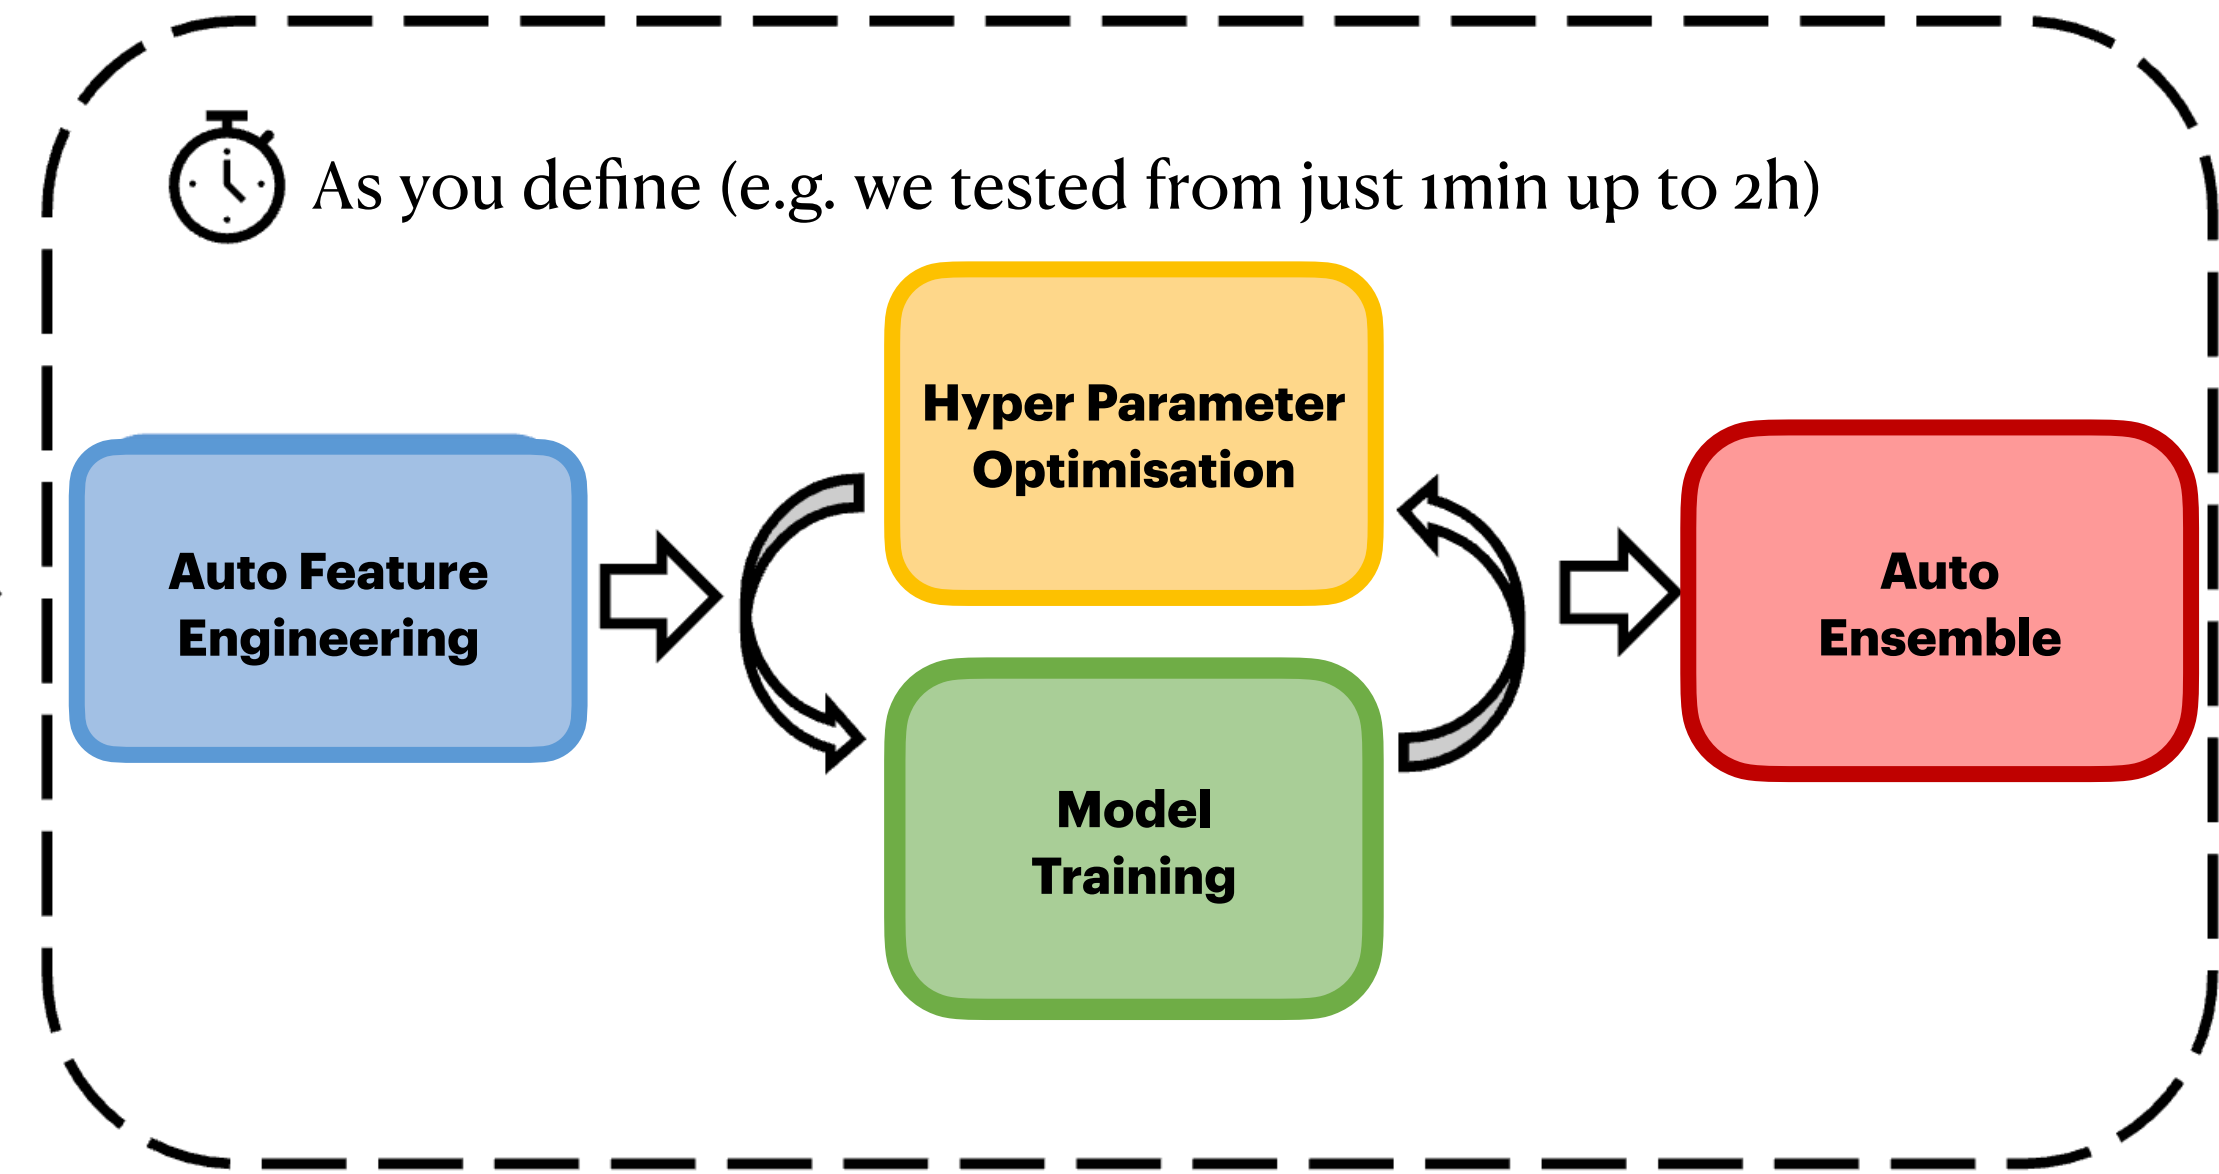 As you define (e.g. we tested from just 1min up to 2h)
Hyper Parameter
Optimisation
Auto Feature
Engineering
Auto
Ensemble
Model
Training